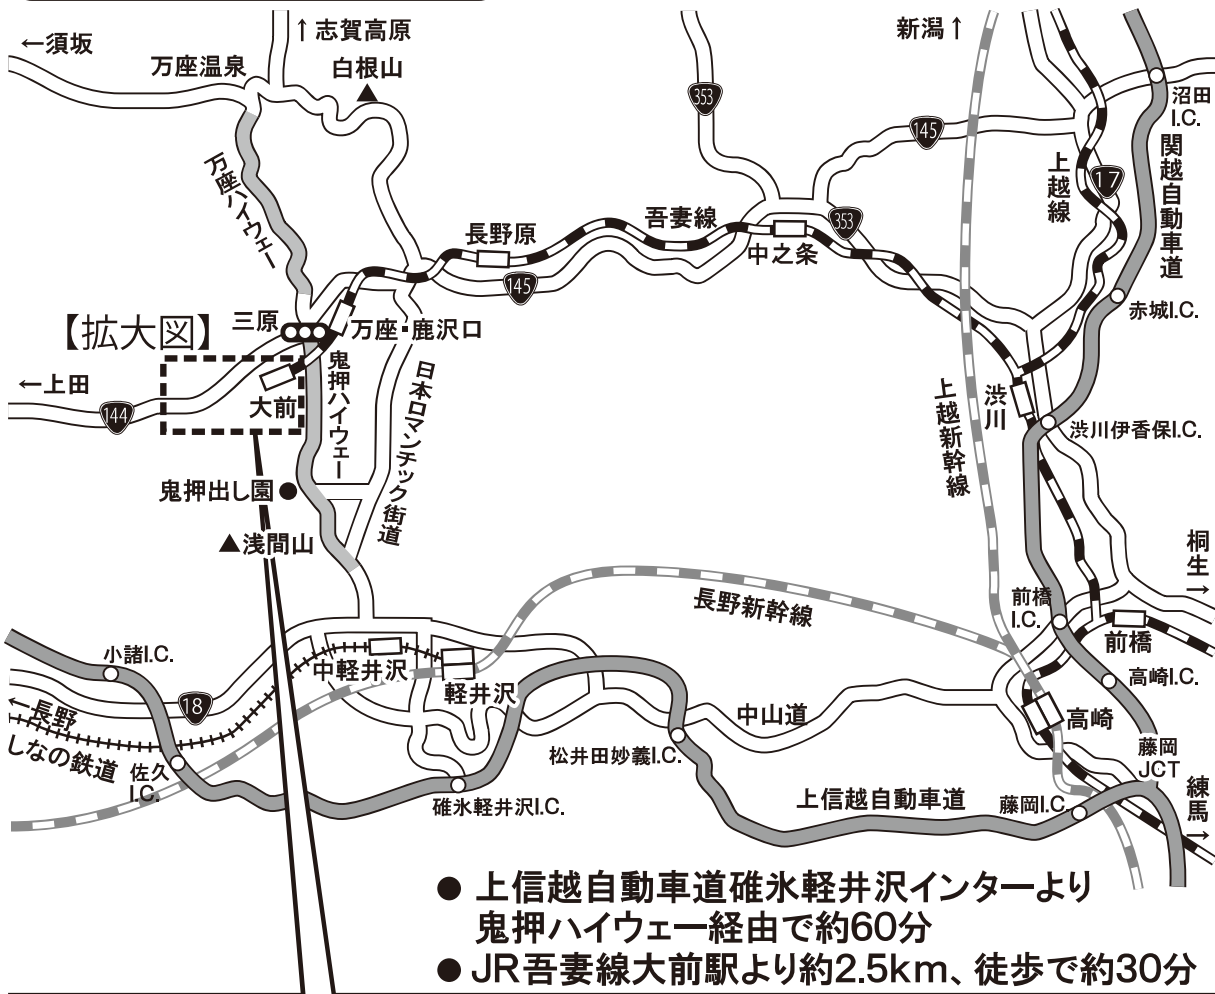 ←須坂
↑志賀高原
万座温泉
白根山
新潟↑
353
145
17
沼田
I.C.
関越自動車道
上越線
万座ハイウェー
長野原
吾妻線
中之条
353
145
赤城I.C.
【拡大図】
三原
万座・鹿沢口
←上田
144
大前
鬼押ハイウェー
日本ロマンチック街道
上越新幹線
渋川
渋川伊香保I.C.
鬼押出し園
▲浅間山
桐生→
長野新幹線
前橋
I.C.
前橋
小諸I.C.
中軽井沢
軽井沢
高崎I.C.
18
←長野
しなの鉄道
佐久
I.C.
中山道
高崎
松井田妙義I.C.
藤岡
JCT
碓氷軽井沢I.C.
上信越自動車道
藤岡I.C.
練馬→
● 上信越自動車道碓氷軽井沢インターより
鬼押ハイウェー経由で約60分
● JR吾妻線大前駅より約2.5km、徒歩で約30分